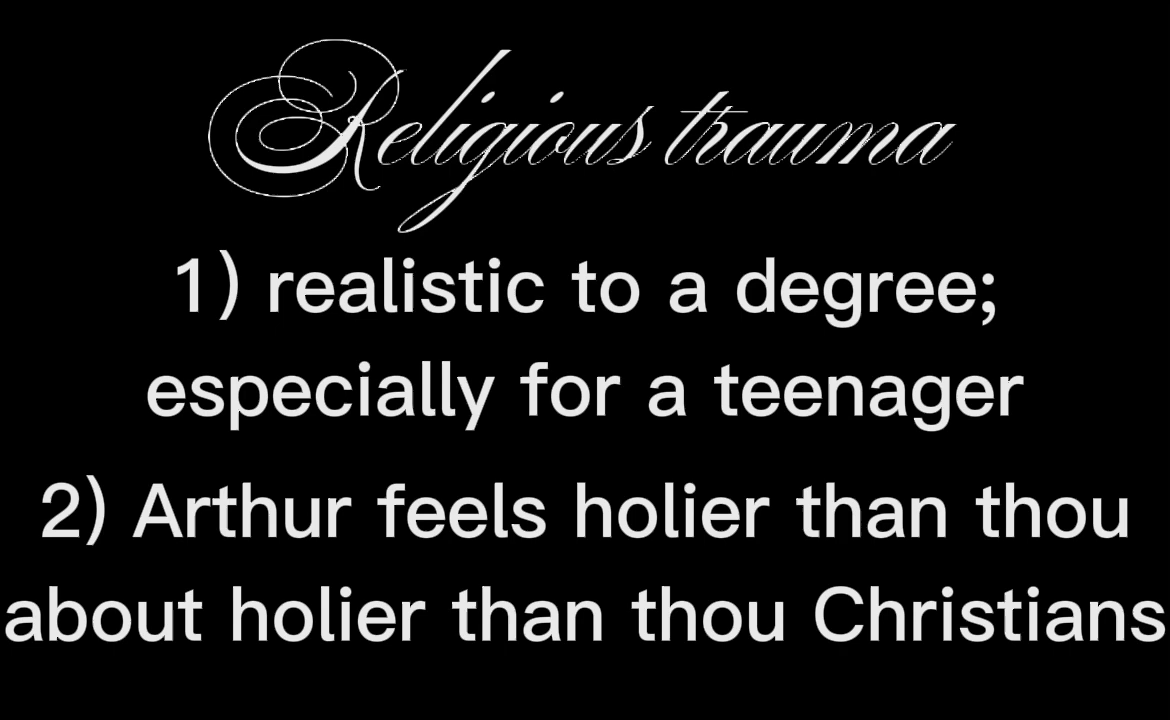 Religious trauma
1) realistic to a degree;
especially for a teenager
2) Arthur feels holier than thou
about holier than thou Christians